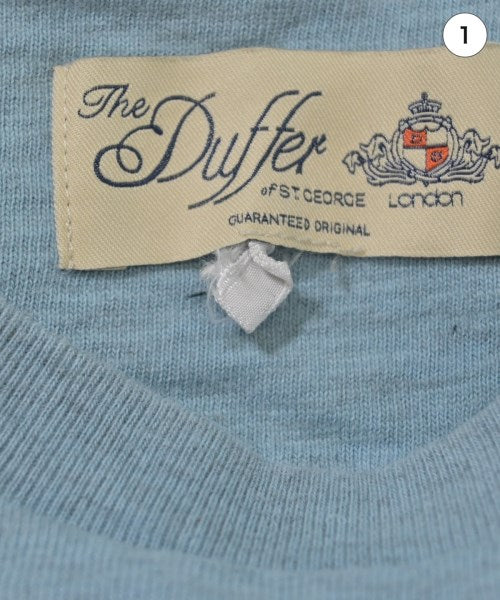 1
The Duffer
of ST. GEORGE
London
GUARANTEED ORIGINAL